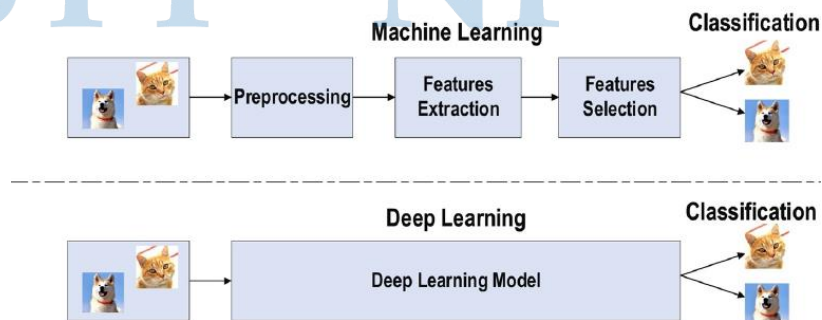 Machine Learning
Classification
Preprocessing
Features
Extraction
Features
Selection
Deep Learning
Classification
Deep Learning Model